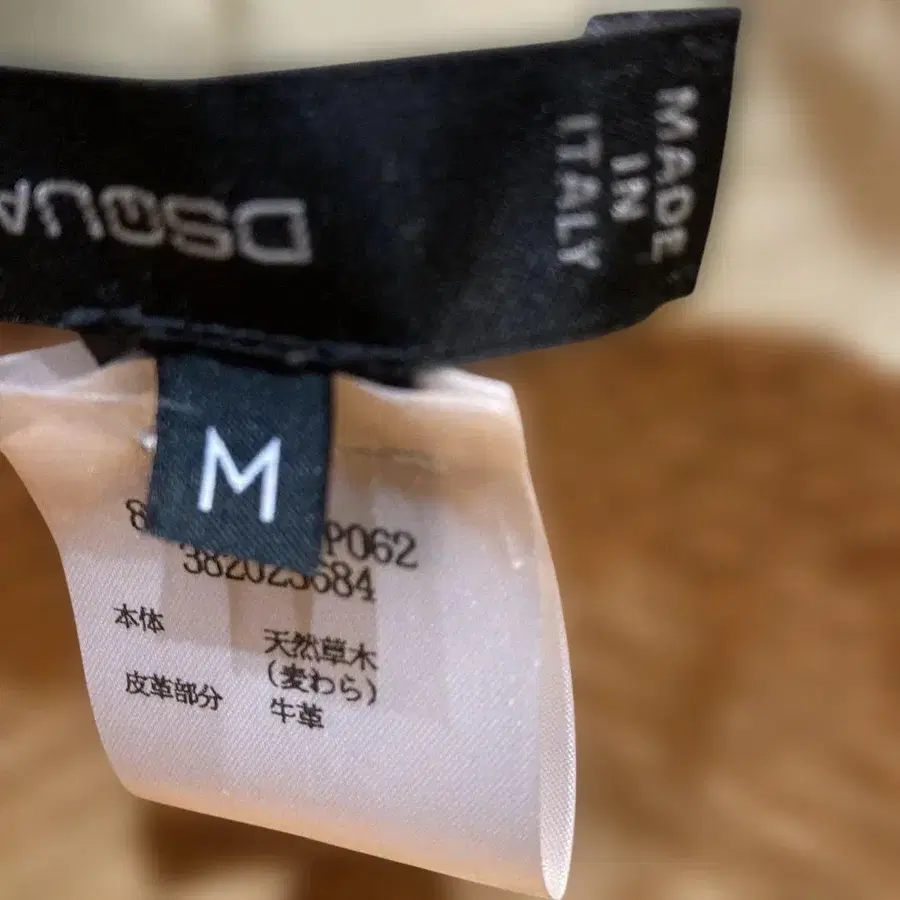 MADE
IN
ITALY
DSQUA
M
8 P062
382023684
本体 天然草木
(麦わら)
皮革部分 牛革